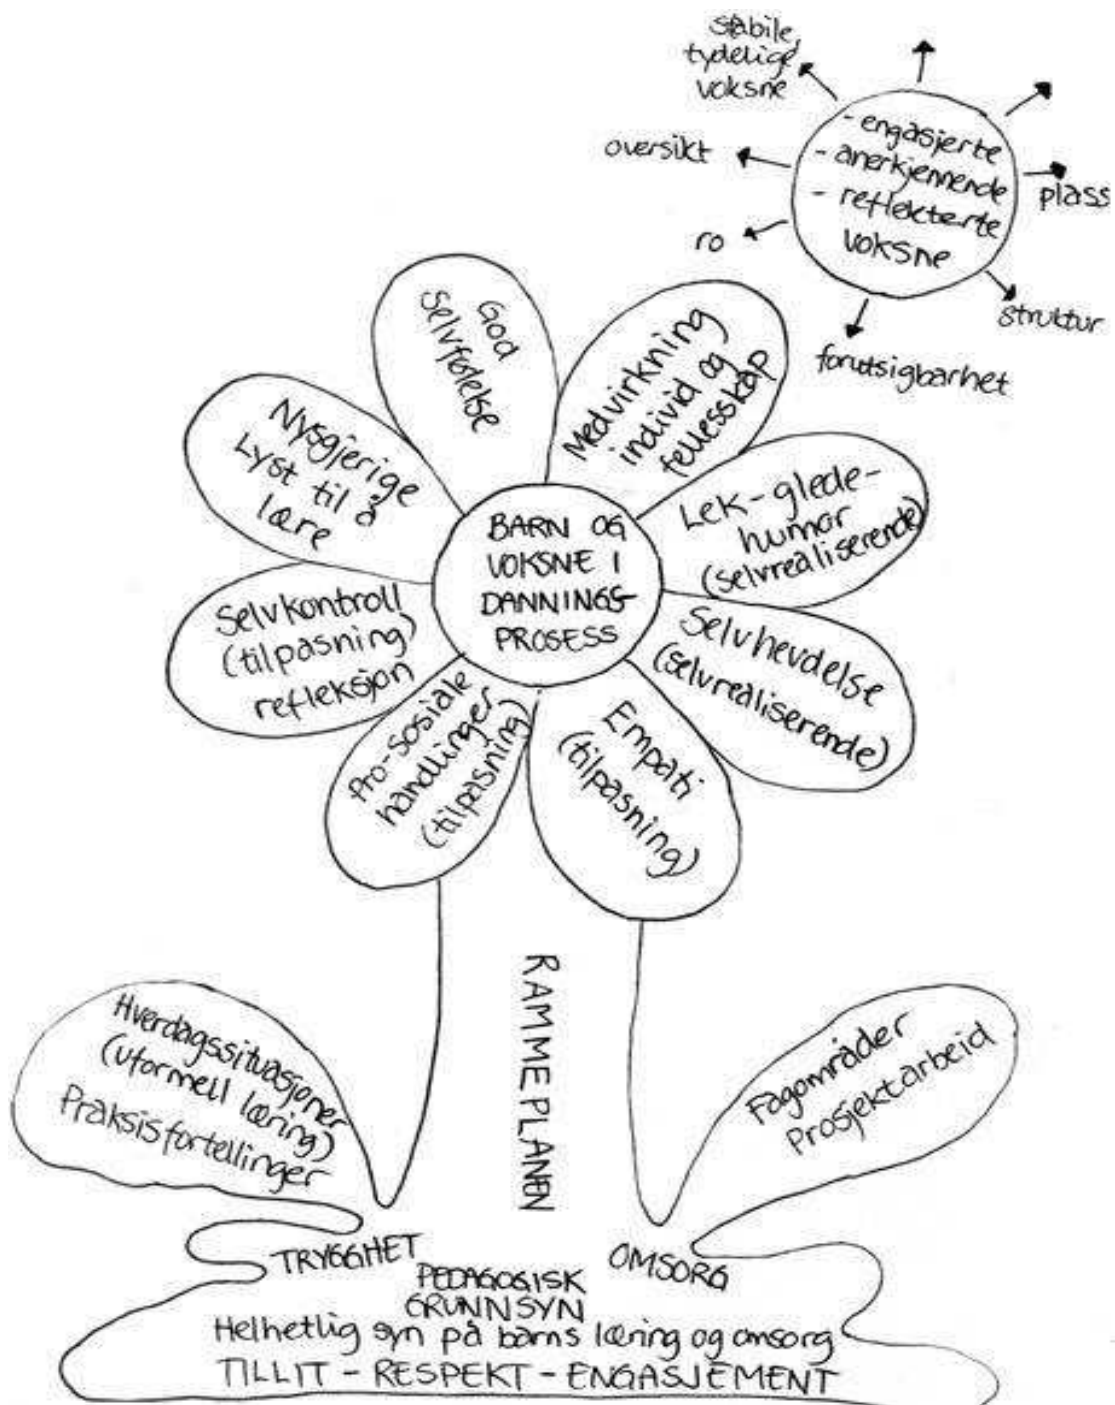 stabile,
tydelige
voksne
oversikt
ro
- engasjerte
- anerkjennende
- reflekterte
voksne
plass
struktur
forutsigbarhet
God
selvfølelse
Medvirkning
individ og
fellesskap
Nysgjerige
Lyst til å
lære
Lek-glede-
humor
(selvrealiserende)
BARN OG
VOKSNE I
DANNINGS-
PROSESS
Selvkontroll
(tilpasning)
refleksjon
Selvhevdelse
(selvrealiserende)
Pro-sosiale
handlinger
(tilpasning)
Empati
(tilpasning)
RAMMEPLANEN
Hverdagssituasjoner
(uformell læring)
Praksisfortellinger
Fagområder
Prosjektarbeid
TRYGGHET
OMSORG
PEDAGOGISK
GRUNNSYN
Helhetlig syn på barns læring og omsorg
TILLIT - RESPEKT - ENGASJEMENT